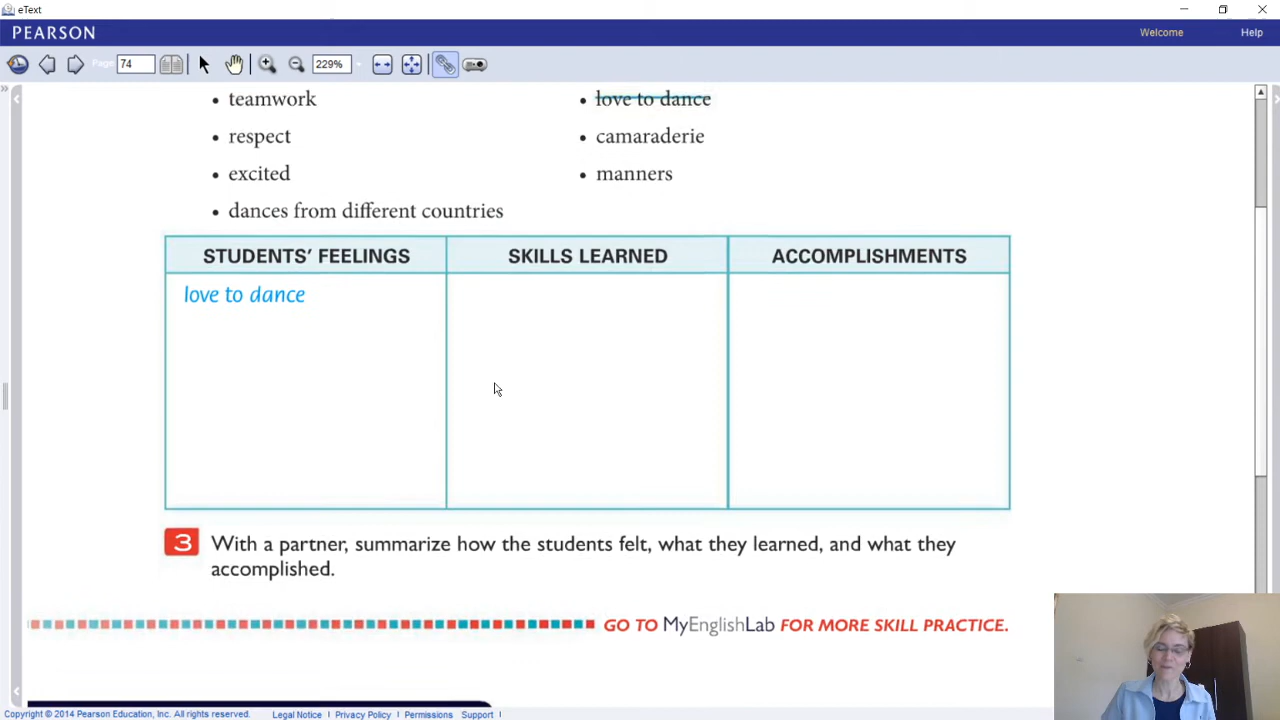 eText
PEARSON
Welcome
Help
Page 74
229%
• teamwork
• love to dance
• respect
• camaraderie
• excited
• manners
• dances from different countries
STUDENTS' FEELINGS
SKILLS LEARNED
ACCOMPLISHMENTS
love to dance
3 With a partner, summarize how the students felt, what they learned, and what they
accomplished.
GO TO MyEnglishLab FOR MORE SKILL PRACTICE.
Copyright © 2014 Pearson Education, Inc. All rights reserved. Legal Notice | Privacy Policy | Permissions Support |